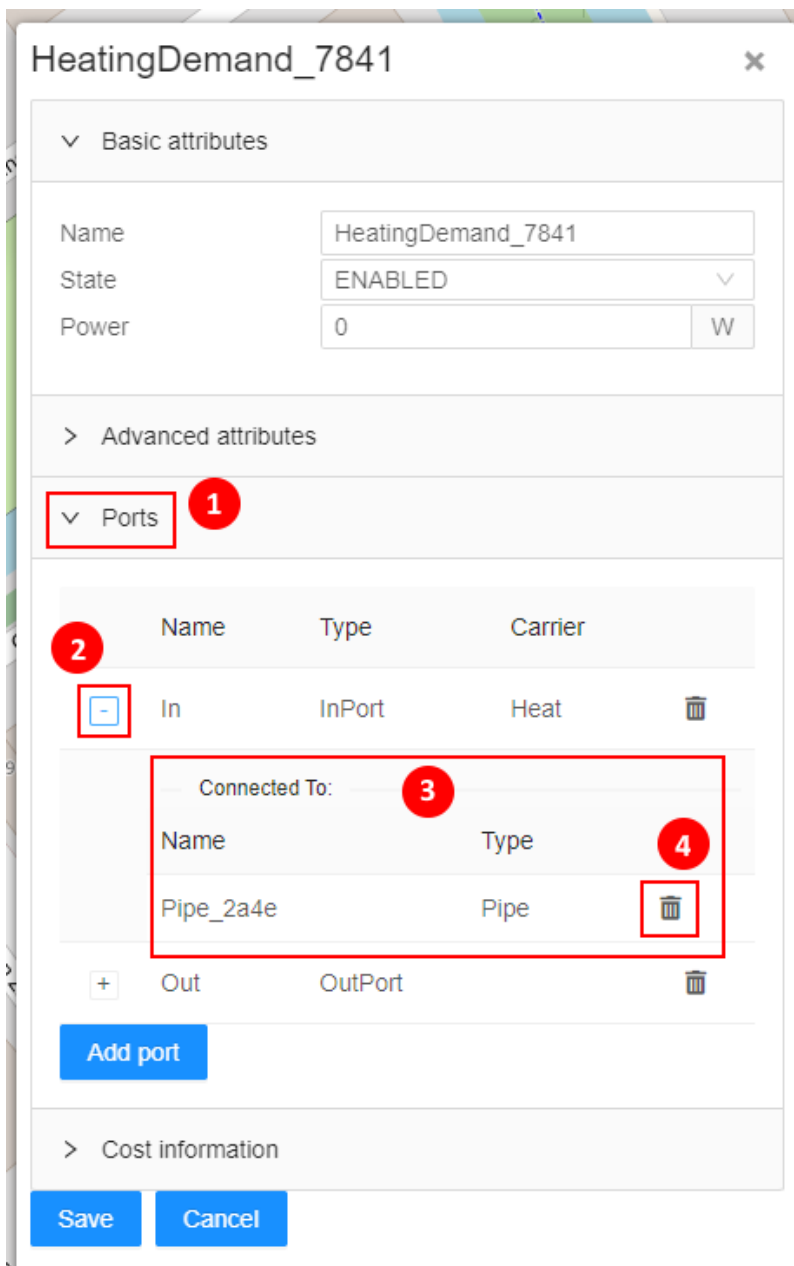 HeatingDemand_7841
Basic attributes
Name HeatingDemand_7841
State ENABLED
Power 0 W
Advanced attributes
Ports 1
Name Type Carrier
2
- In InPort Heat
Connected To: 3
Name Type 4
Pipe_2a4e Pipe
+ Out OutPort
Add port
Cost information
Save Cancel